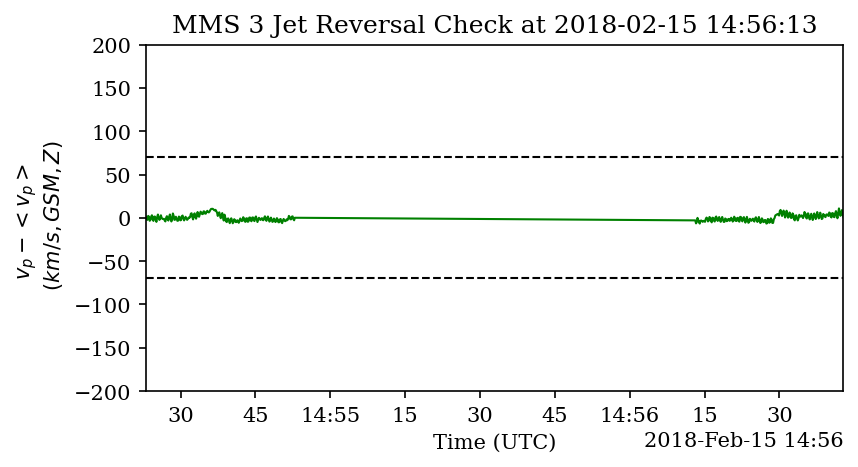 MMS 3 Jet Reversal Check at 2018-02-15 14:56:13
200
150
100
50
0
−50
−100
−150
−200
v_p − < v_p >
(km/s, GSM, Z)
30 45 14:55 15 30 45 14:56 15 30
Time (UTC)
2018-Feb-15 14:56